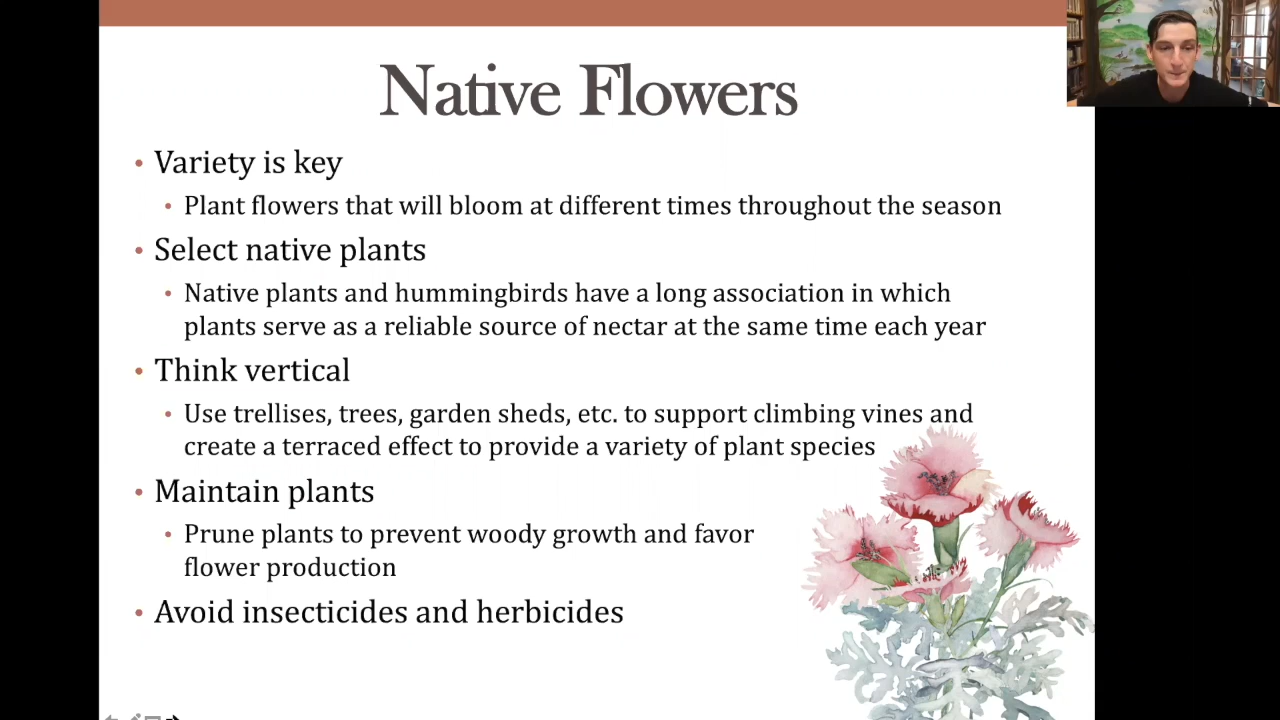 Native Flowers
• Variety is key
• Plant flowers that will bloom at different times throughout the season
• Select native plants
• Native plants and hummingbirds have a long association in which
plants serve as a reliable source of nectar at the same time each year
• Think vertical
• Use trellises, trees, garden sheds, etc. to support climbing vines and
create a terraced effect to provide a variety of plant species
• Maintain plants
• Prune plants to prevent woody growth and favor
flower production
• Avoid insecticides and herbicides